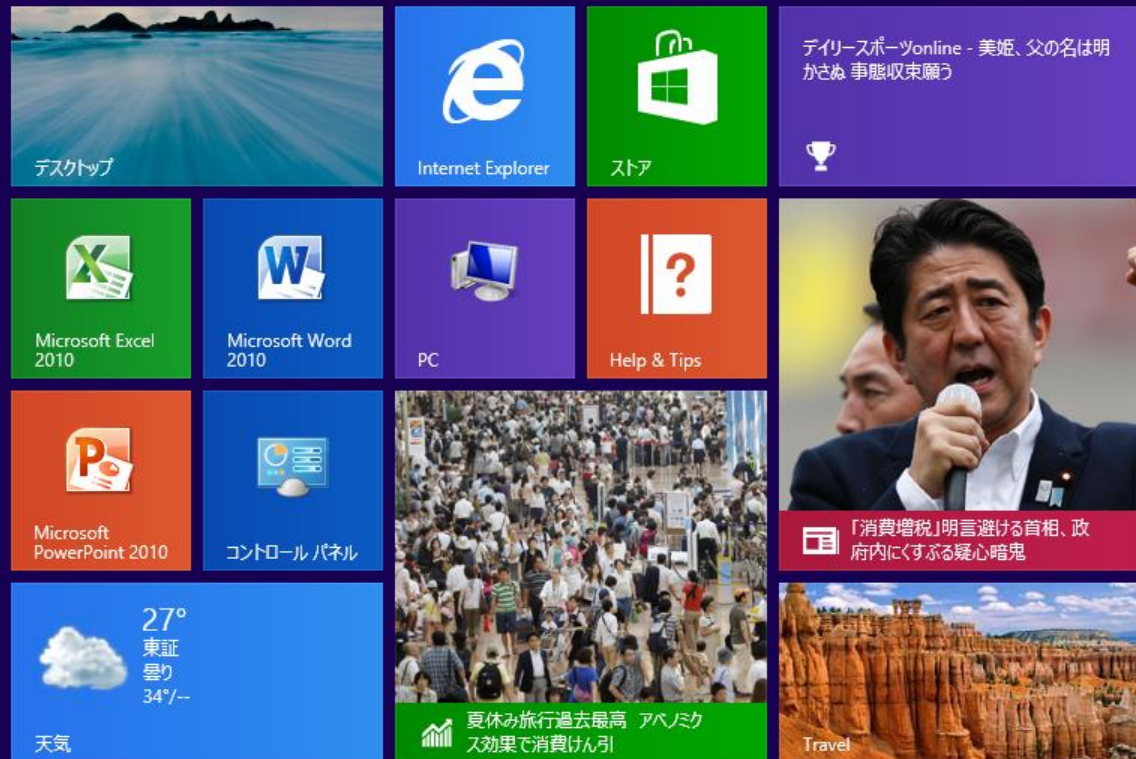 デスクトップ
Internet Explorer
ストア
デイリースポーツonline - 美姫、父の名は明
かさぬ 事態収束願う
Microsoft Excel
2010
Microsoft Word
2010
PC
Help & Tips
「消費増税」明言避ける首相、政
府内にくすぶる疑心暗鬼
Microsoft
PowerPoint 2010
コントロール パネル
27°
東証
曇り
34°/--
天気
夏休み旅行過去最高 アベノミク
ス効果で消費けん引
Travel